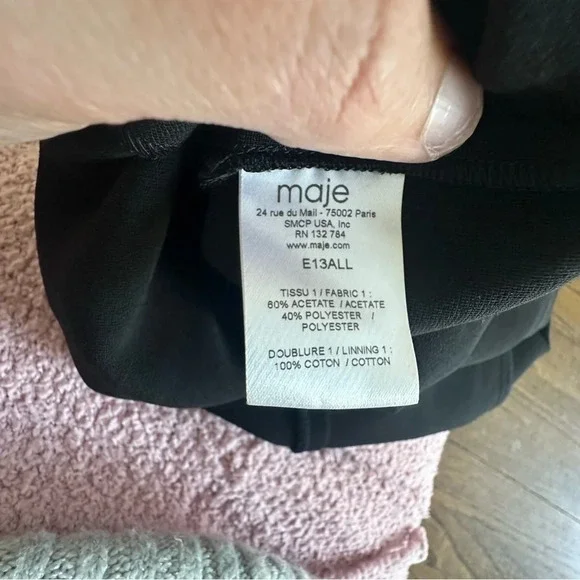 maje
24 rue du Mail - 75002 Paris
SMCP USA, Inc
RN 132 784
www.maje.com
E13ALL
TISSU 1 / FABRIC 1 :
60% ACETATE / ACETATE
40% POLYESTER /
POLYESTER
DOUBLURE 1 / LINNING 1 :
100% COTON / COTTON